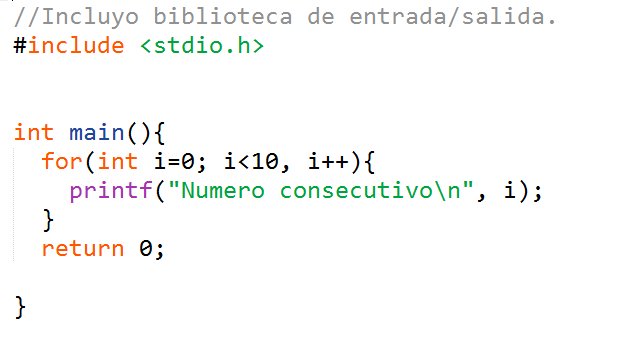 //Incluyo biblioteca de entrada/salida.
#include <stdio.h>
int main(){
for(int i=0; i<10, i++){
printf("Numero consecutivo\n", i);
}
return 0;
}